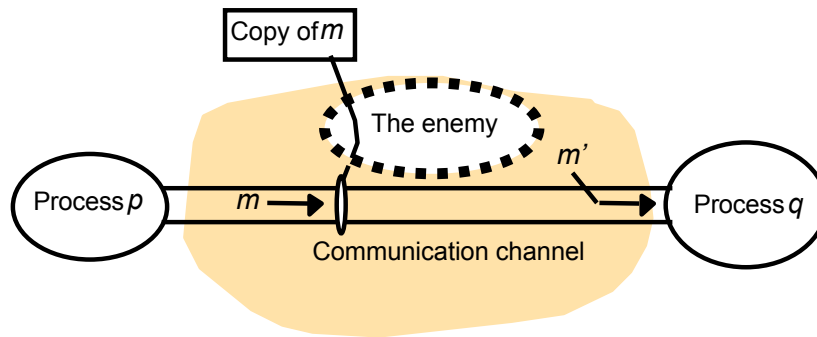 Copy of m
The enemy
m’
Process p
m
Process q
Communication channel